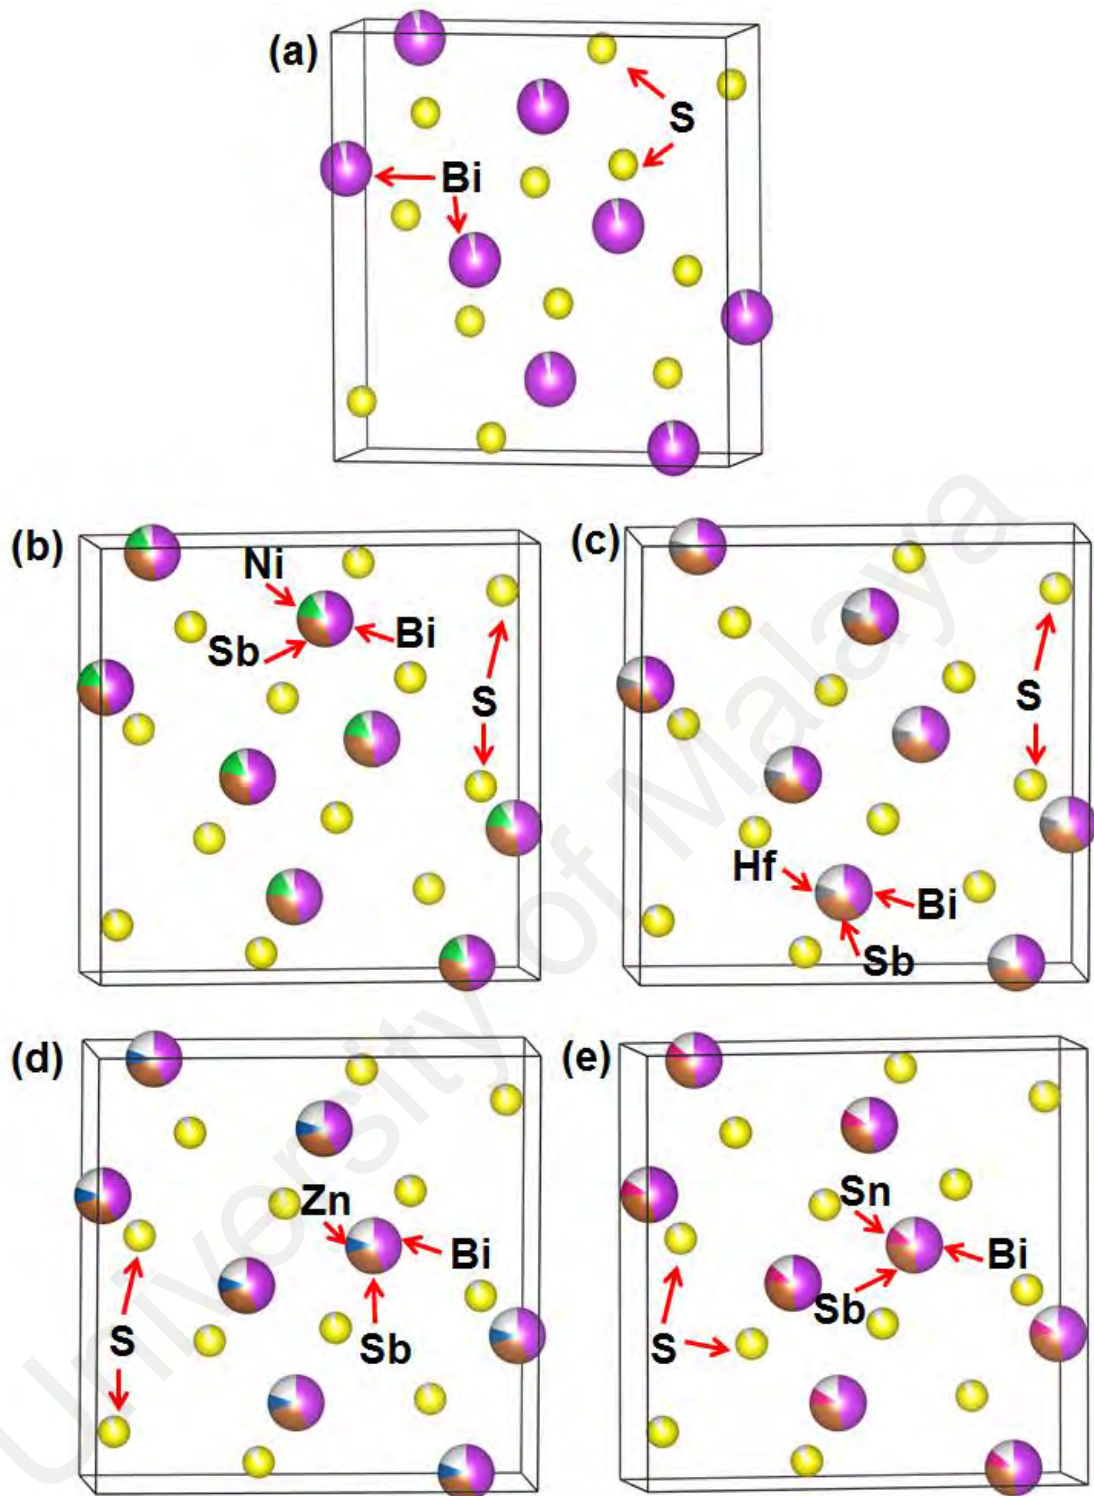 (a)
S
Bi
(b)
Ni
Sb
Bi
S
(c)
S
Hf
Bi
Sb
(d)
Zn
Bi
S
Sb
(e)
Sn
Bi
Sb
S
University of Malaya